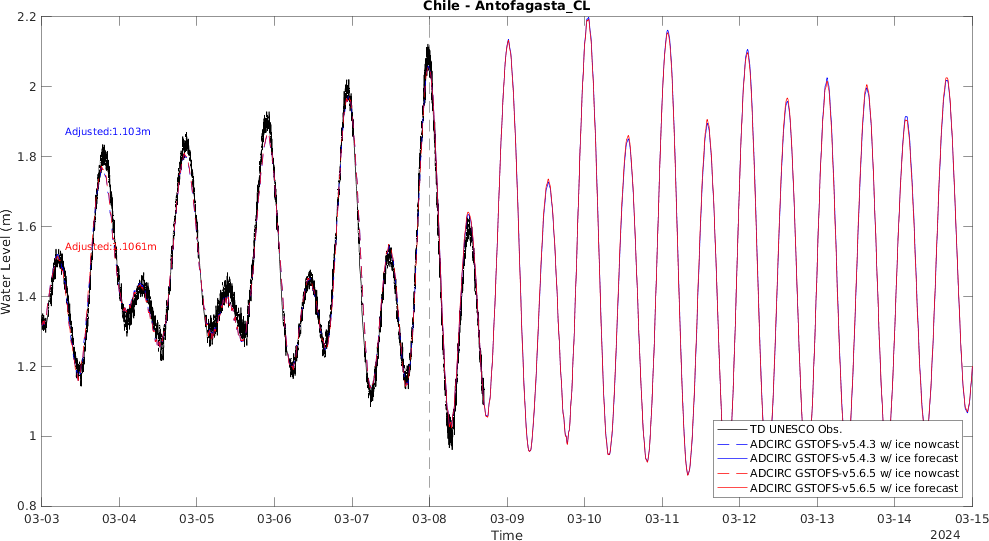 Chile - Antofagasta_CL
2.2
2
1.8
1.6
1.4
1.2
1
0.8
Water Level (m)
Adjusted:1.103m
Adjusted:1.1061m
TD UNESCO Obs.
ADCIRC GSTOFS-v5.4.3 w/ ice nowcast
ADCIRC GSTOFS-v5.4.3 w/ ice forecast
ADCIRC GSTOFS-v5.6.5 w/ ice nowcast
ADCIRC GSTOFS-v5.6.5 w/ ice forecast
03-03 03-04 03-05 03-06 03-07 03-08 03-09 03-10 03-11 03-12 03-13 03-14 03-15
Time
2024